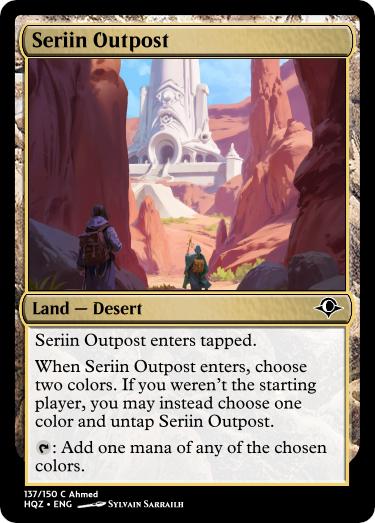 Seriin Outpost
Land — Desert
Seriin Outpost enters tapped.
When Seriin Outpost enters, choose
two colors. If you weren't the starting
player, you may instead choose one
color and untap Seriin Outpost.
: Add one mana of any of the chosen
colors.
137/150 C Ahmed
HQZ • ENG Sylvain Sarrailh